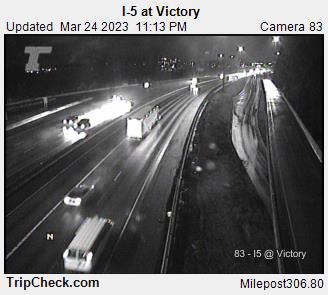 I-5 at Victory
Updated Mar 24 2023 11:13 PM Camera 83
N
83 - I5 @ Victory
TripCheck.com Milepost306.80